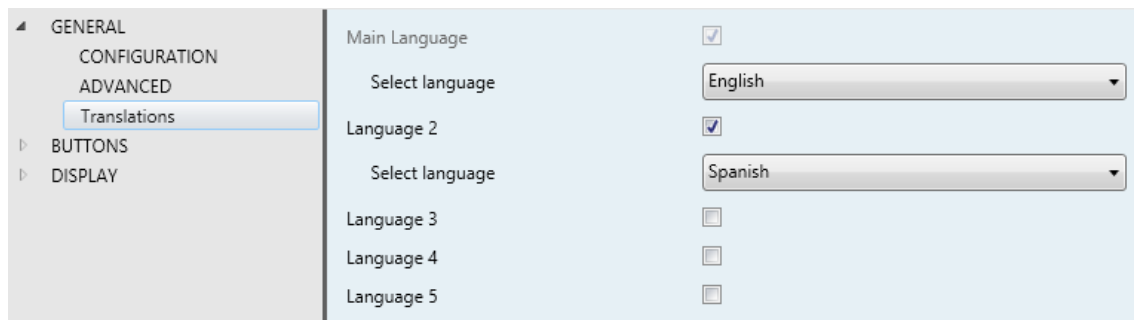 GENERAL
CONFIGURATION
ADVANCED
Translations
BUTTONS
DISPLAY
Main Language
Select language English
Language 2
Select language Spanish
Language 3
Language 4
Language 5